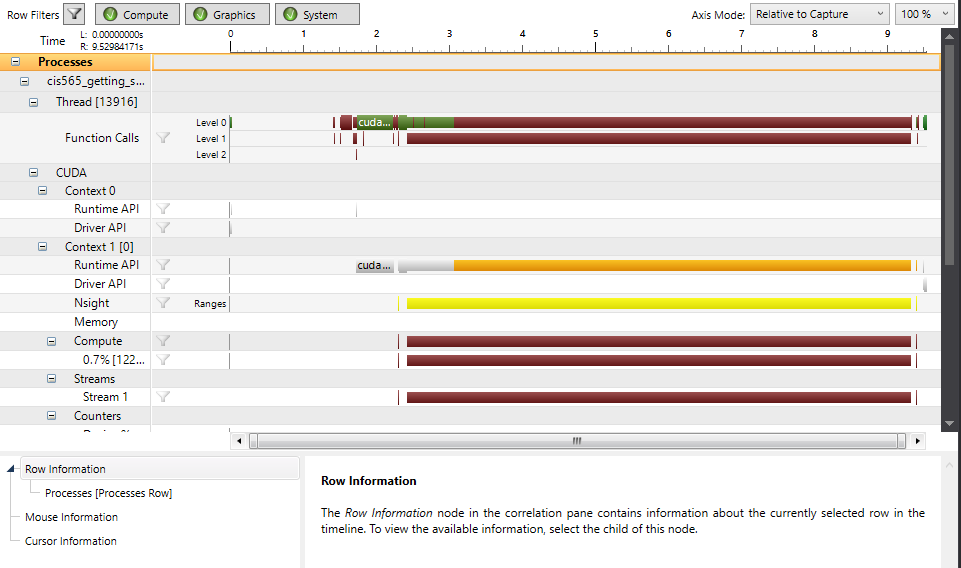 Row Filters Compute Graphics System Axis Mode: Relative to Capture 100 %
Time L: 0.00000000s R: 9.52984171s 0 1 2 3 4 5 6 7 8 9
Processes
cis565_getting_s...
Thread [13916]
Function Calls
Level 0 cuda...
Level 1
Level 2
CUDA
Context 0
Runtime API
Driver API
Context 1 [0]
Runtime API cuda...
Driver API
Nsight Ranges
Memory
Compute
0.7% [122...
Streams
Stream 1
Counters
Row Information
Processes [Processes Row]
Mouse Information
Cursor Information
Row Information
The Row Information node in the correlation pane contains information about the currently selected row in the
timeline. To view the available information, select the child of this node.